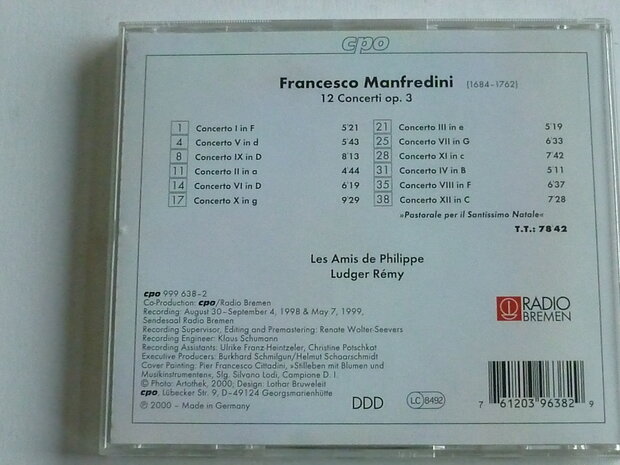 cpo
Francesco Manfredini (1684-1762)
12 Concerti op. 3
1 Concerto I in F 5'21
4 Concerto V in d 5'43
8 Concerto IX in D 8'13
11 Concerto II in a 4'44
14 Concerto VI in D 6'19
17 Concerto X in g 9'29
21 Concerto III in e 5'19
25 Concerto VII in G 6'33
28 Concerto XI in c 7'42
31 Concerto IV in B 5'11
35 Concerto VIII in F 6'37
38 Concerto XII in C 7'28
»Pastorale per il Santissimo Natale«
T.T.: 78'42
Les Amis de Philippe
Ludger Rémy
cpo 999 638-2
Co-Production: cpo/Radio Bremen
Recording: August 30-September 4, 1998 & May 7, 1999,
Sendesaal Radio Bremen
Recording Supervisor, Editing and Premastering: Renate Wolter-Seevers
Recording Engineer: Klaus Schumann
Recording Assistants: Ulrike Franz-Heintzeler, Christine Potschkat
Executive Producers: Burkhard Schmilgun/Helmut Schaarschmidt
Cover Painting: Pier Francesco Cittadini, »Stilleben mit Blumen und
Musikinstrumenten«, Slg. Silvano Lodi, Campione D. I.
© Photo: Artothek, 2000; Design: Lothar Bruweleit
cpo, Lübecker Str. 9, D-49124 Georgsmarienhütte
℗ 2000 - Made in Germany
DDD
LC 8492
RADIO
BREMEN
7 61203 96382 9